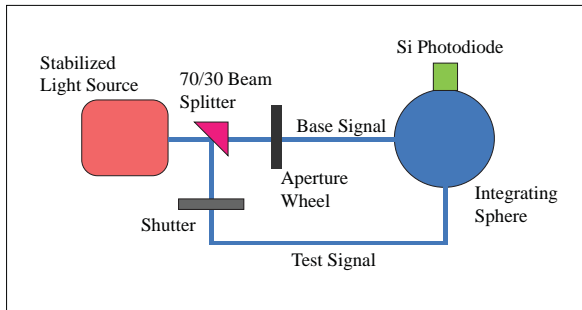 Stabilized
Light Source
70/30 Beam
Splitter
Si Photodiode
Base Signal
Aperture
Wheel
Integrating
Sphere
Shutter
Test Signal